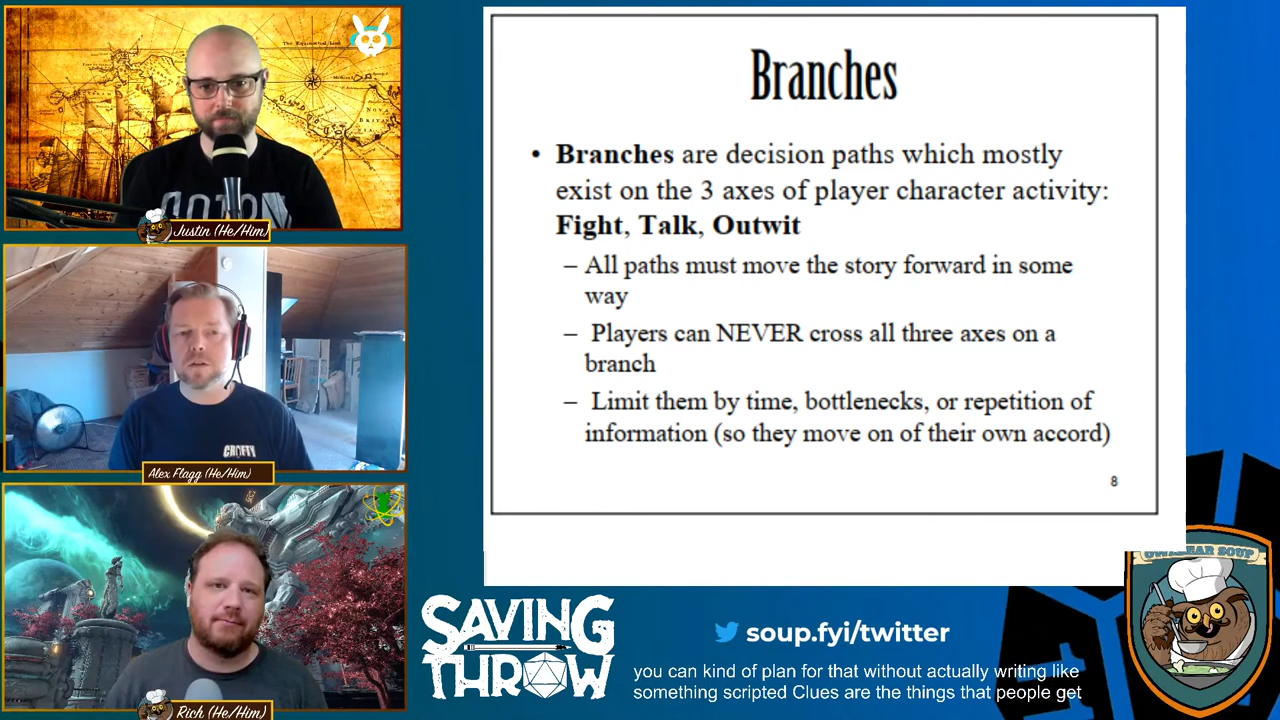 Branches
• Branches are decision paths which mostly
exist on the 3 axes of player character activity:
Fight, Talk, Outwit
– All paths must move the story forward in some
way
– Players can NEVER cross all three axes on a
branch
– Limit them by time, bottlenecks, or repetition of
information (so they move on of their own accord)
8
Justin (He/Him)
Alex Flagg (He/Him)
CRAFTY
Rich (He/Him)
SAVING
THROW
soup.fyi/twitter
you can kind of plan for that without actually writing like
something scripted Clues are the things that people get